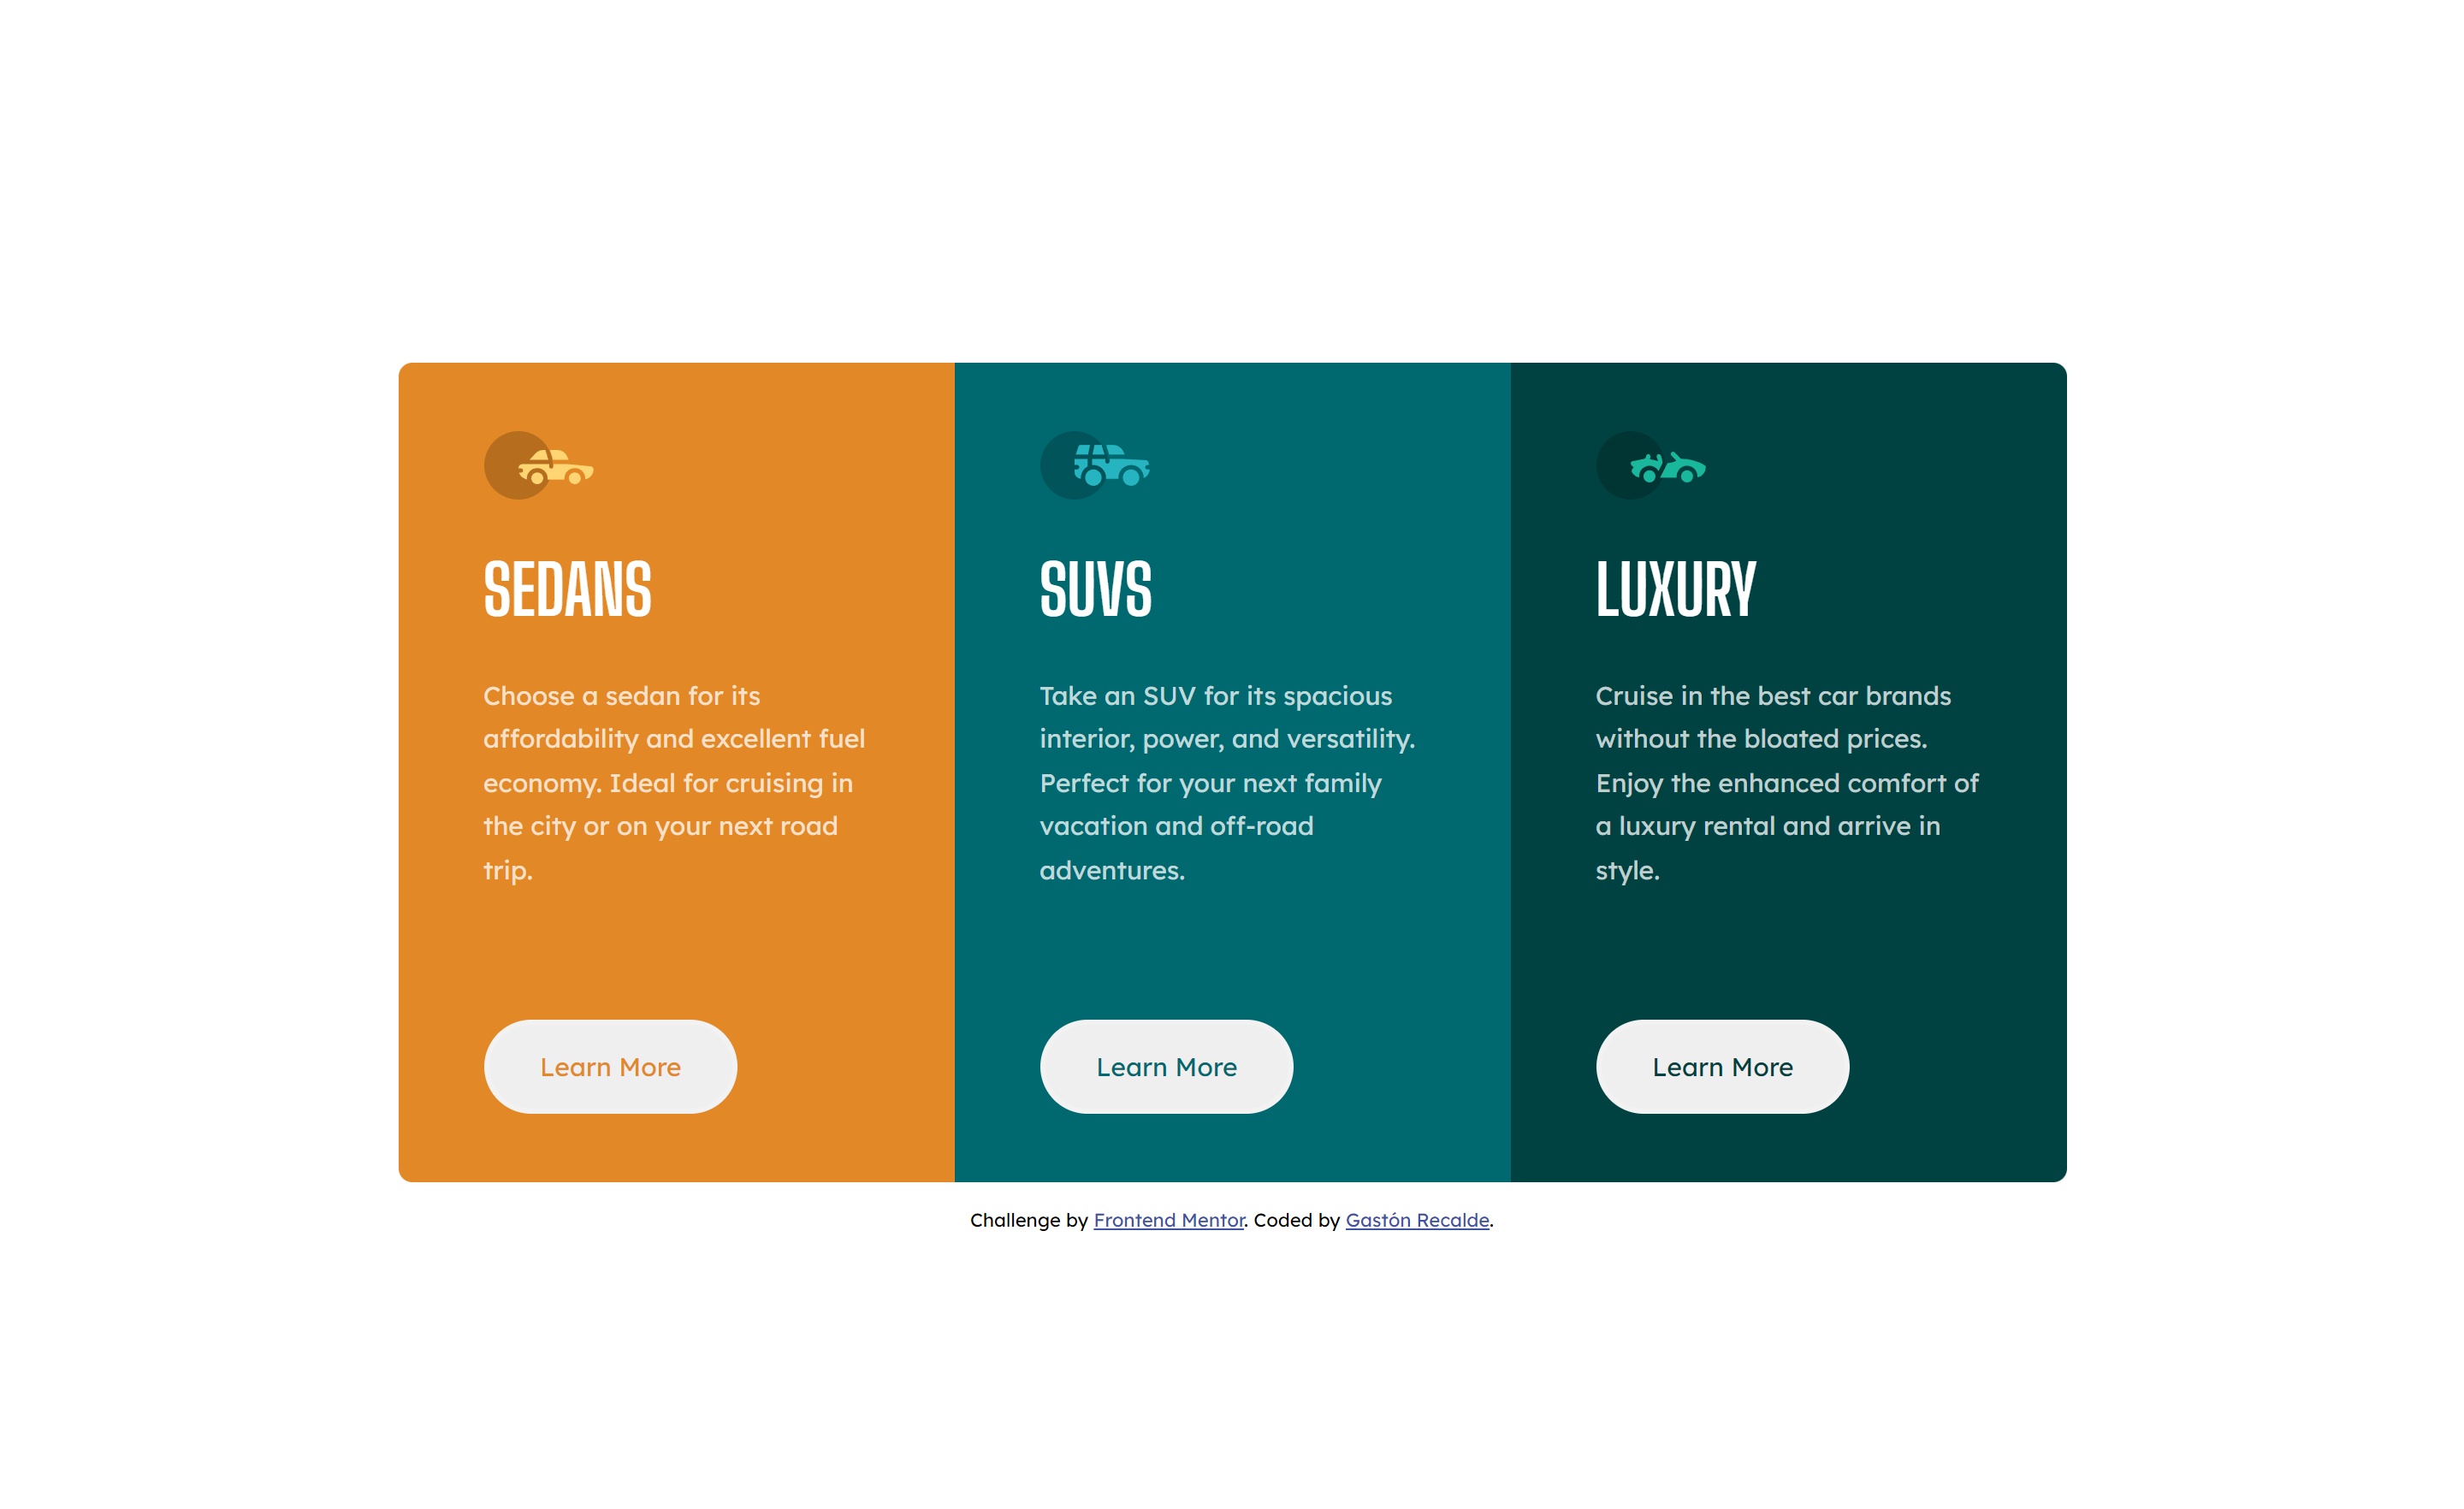 SEDANS
Choose a sedan for its
affordability and excellent fuel
economy. Ideal for cruising in
the city or on your next road
trip.
Learn More
SUVS
Take an SUV for its spacious
interior, power, and versatility.
Perfect for your next family
vacation and off-road
adventures.
Learn More
LUXURY
Cruise in the best car brands
without the bloated prices.
Enjoy the enhanced comfort of
a luxury rental and arrive in
style.
Learn More
Challenge by Frontend Mentor. Coded by Gastón Recalde.